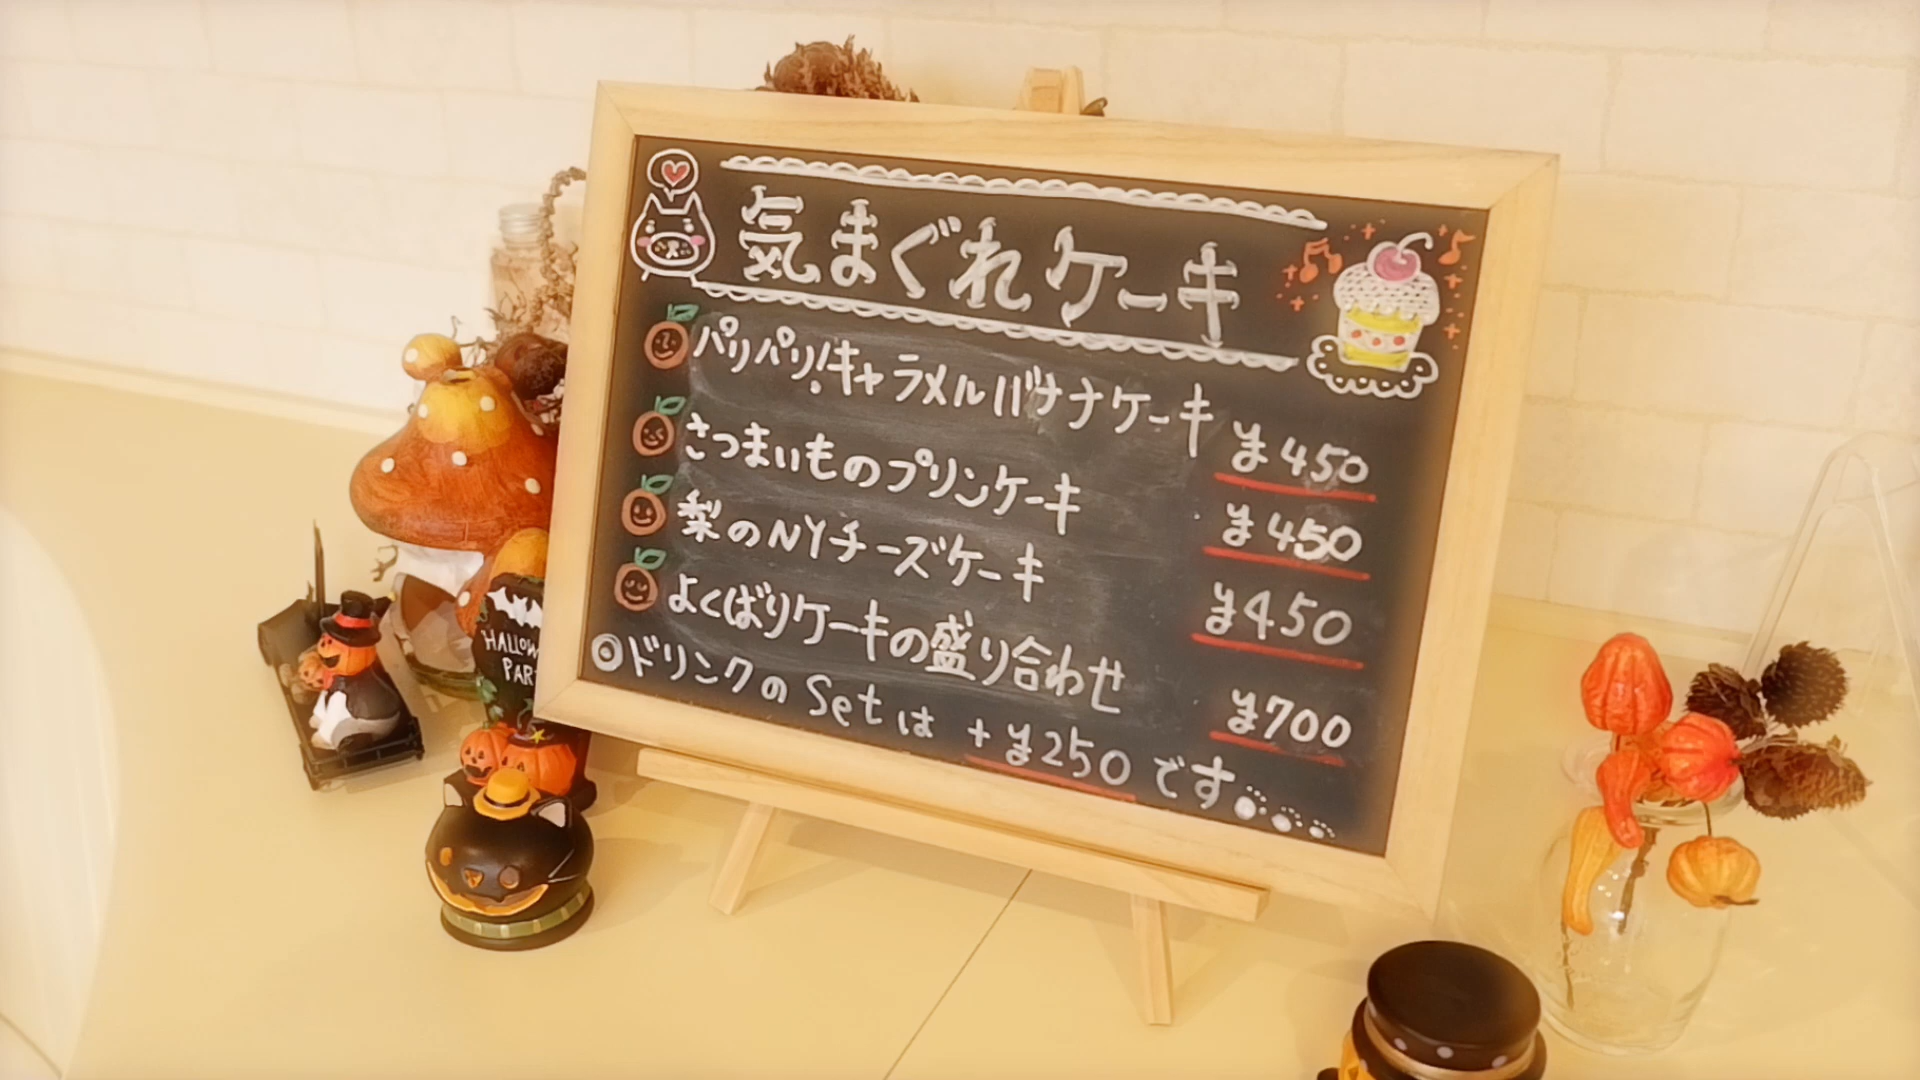 気まぐれケーキ
パリパリ!キャラメルバナナケーキ ¥450
さつまいものプリンケーキ ¥450
梨のNYチーズケーキ ¥450
よくばりケーキの盛り合わせ ¥700
◎ドリンクの Set は +¥250 です